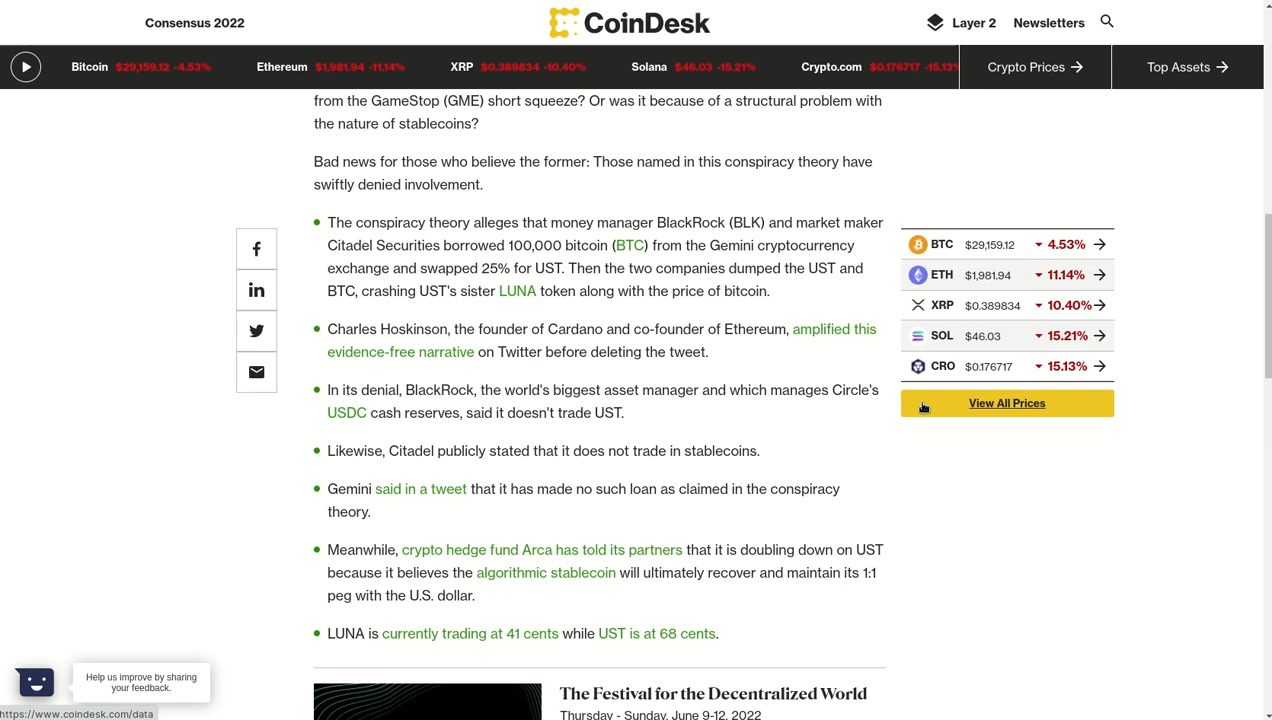 Consensus 2022
CoinDesk
Layer 2
Newsletters
Bitcoin $29,159.12 -4.53%
Ethereum $1,981.94 -11.14%
XRP $0.389834 -10.40%
Solana $46.03 -15.21%
Crypto.com $0.176717 -15.13%
Crypto Prices
Top Assets
from the GameStop (GME) short squeeze? Or was it because of a structural problem with
the nature of stablecoins?
Bad news for those who believe the former: Those named in this conspiracy theory have
swiftly denied involvement.
The conspiracy theory alleges that money manager BlackRock (BLK) and market maker
Citadel Securities borrowed 100,000 bitcoin (BTC) from the Gemini cryptocurrency
exchange and swapped 25% for UST. Then the two companies dumped the UST and
BTC, crashing UST's sister LUNA token along with the price of bitcoin.
Charles Hoskinson, the founder of Cardano and co-founder of Ethereum, amplified this
evidence-free narrative on Twitter before deleting the tweet.
In its denial, BlackRock, the world's biggest asset manager and which manages Circle's
USDC cash reserves, said it doesn't trade UST.
Likewise, Citadel publicly stated that it does not trade in stablecoins.
Gemini said in a tweet that it has made no such loan as claimed in the conspiracy
theory.
Meanwhile, crypto hedge fund Arca has told its partners that it is doubling down on UST
because it believes the algorithmic stablecoin will ultimately recover and maintain its 1:1
peg with the U.S. dollar.
LUNA is currently trading at 41 cents while UST is at 68 cents.
BTC $29,159.12 4.53%
ETH $1,981.94 11.14%
XRP $0.389834 10.40%
SOL $46.03 15.21%
CRO $0.176717 15.13%
View All Prices
The Festival for the Decentralized World
Thursday - Sunday, June 9-12, 2022
Help us improve by sharing
your feedback.
https://www.coindesk.com/data